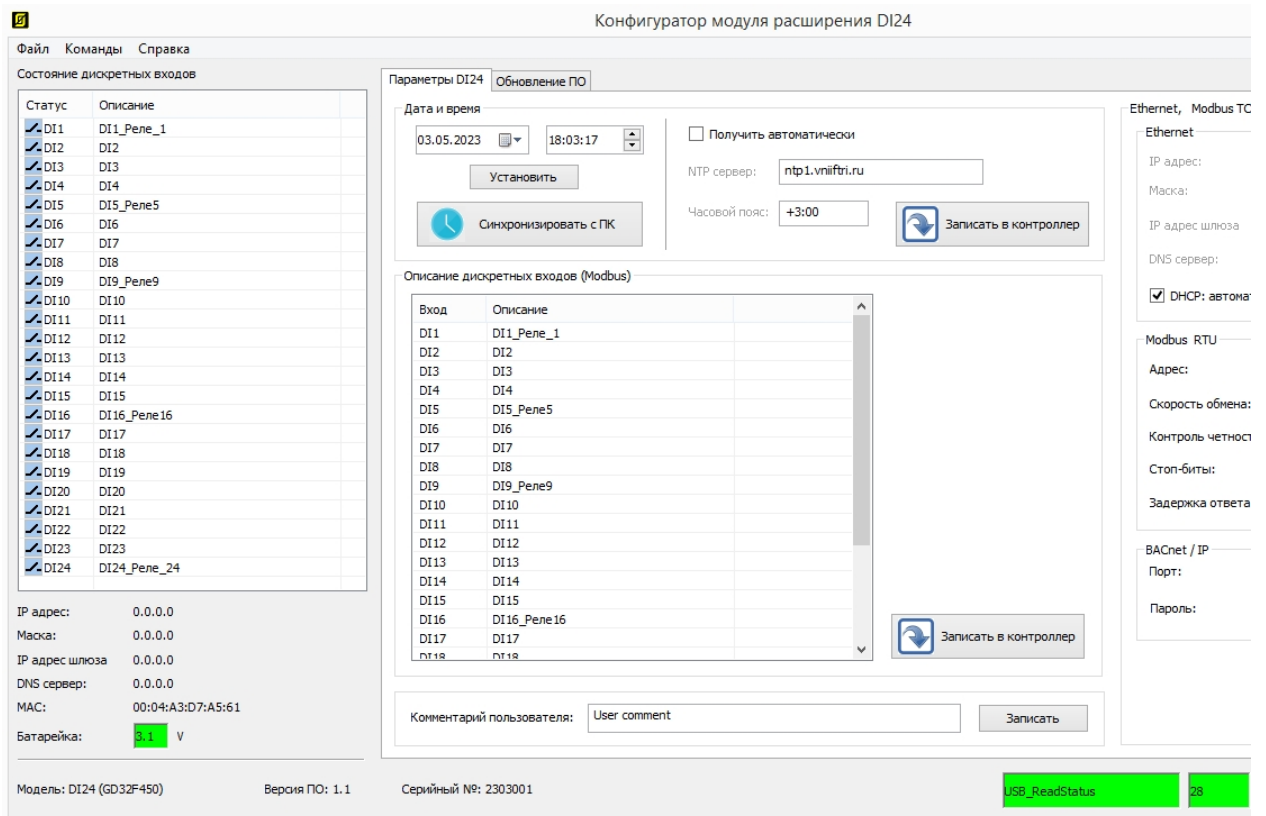 Конфигуратор модуля расширения DI24
Файл Команды Справка
Состояние дискретных входов
Статус Описание
DI1 DI1_Реле_1
DI2 DI2
DI3 DI3
DI4 DI4
DI5 DI5_Реле5
DI6 DI6
DI7 DI7
DI8 DI8
DI9 DI9_Реле9
DI10 DI10
DI11 DI11
DI12 DI12
DI13 DI13
DI14 DI14
DI15 DI15
DI16 DI16_Реле16
DI17 DI17
DI18 DI18
DI19 DI19
DI20 DI20
DI21 DI21
DI22 DI22
DI23 DI23
DI24 DI24_Реле_24
IP адрес: 0.0.0.0
Маска: 0.0.0.0
IP адрес шлюза 0.0.0.0
DNS сервер: 0.0.0.0
MAC: 00:04:A3:D7:A5:61
Батарейка: 3.1 V
Параметры DI24 Обновление ПО
Дата и время
03.05.2023 18:03:17
Установить
Синхронизировать с ПК
Получить автоматически
NTP сервер: ntp1.vniiftri.ru
Часовой пояс: +3:00
Записать в контроллер
Описание дискретных входов (Modbus)
Вход Описание
DI1 DI1_Реле_1
DI2 DI2
DI3 DI3
DI4 DI4
DI5 DI5_Реле5
DI6 DI6
DI7 DI7
DI8 DI8
DI9 DI9_Реле9
DI10 DI10
DI11 DI11
DI12 DI12
DI13 DI13
DI14 DI14
DI15 DI15
DI16 DI16_Реле16
DI17 DI17
DI18 DI18
Записать в контроллер
Комментарий пользователя: User comment
Записать
Ethernet, Modbus TC
Ethernet
IP адрес:
Маска:
IP адрес шлюза
DNS сервер:
DHCP: автомат
Modbus RTU
Адрес:
Скорость обмена:
Контроль четност
Стоп-биты:
Задержка ответа
BACnet / IP
Порт:
Пароль:
Модель: DI24 (GD32F450) Версия ПО: 1.1 Серийный №: 2303001
USB_ReadStatus 28